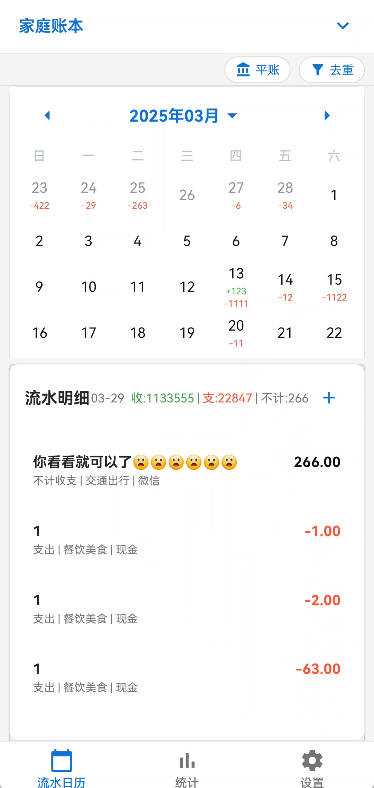 家庭账本
平账 去重
2025年03月
日 一 二 三 四 五 六
23 24 25 26 27 28 1
-422 -29 -263 -6 -34
2 3 4 5 6 7 8
9 10 11 12 13 14 15
+123 -12 -1122
-1111
16 17 18 19 20 21 22
-11
流水明细 03-29 收:1133555 | 支:22847 | 不计:266 +
你看看就可以了😦😦😦😦😦😦 266.00
不计收支 | 交通出行 | 微信
1 -1.00
支出 | 餐饮美食 | 现金
1 -2.00
支出 | 餐饮美食 | 现金
1 -63.00
支出 | 餐饮美食 | 现金
流水日历 统计 设置